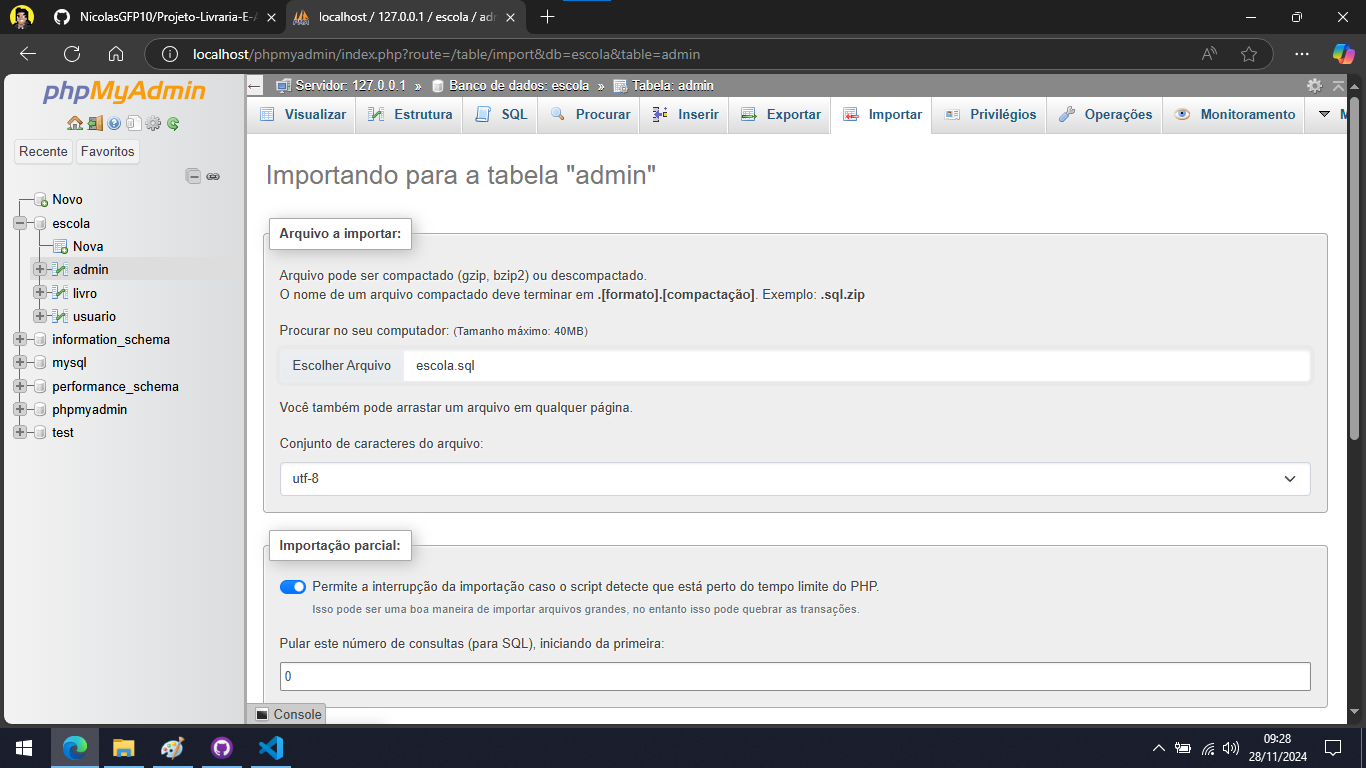 NicolasGFP10/Projeto-Livraria-E-A
localhost / 127.0.0.1 / escola / adm
localhost/phpmyadmin/index.php?route=/table/import&db=escola&table=admin
phpMyAdmin
Recente Favoritos
Novo
escola
Nova
admin
livro
usuario
information_schema
mysql
performance_schema
phpmyadmin
test
Servidor: 127.0.0.1 » Banco de dados: escola » Tabela: admin
Visualizar Estrutura SQL Procurar Inserir Exportar Importar Privilégios Operações Monitoramento M
Importando para a tabela "admin"
Arquivo a importar:
Arquivo pode ser compactado (gzip, bzip2) ou descompactado.
O nome de um arquivo compactado deve terminar em .[formato].[compactação]. Exemplo: .sql.zip
Procurar no seu computador: (Tamanho máximo: 40MB)
Escolher Arquivo escola.sql
Você também pode arrastar um arquivo em qualquer página.
Conjunto de caracteres do arquivo:
utf-8
Importação parcial:
Permite a interrupção da importação caso o script detecte que está perto do tempo limite do PHP.
Isso pode ser uma boa maneira de importar arquivos grandes, no entanto isso pode quebrar as transações.
Pular este número de consultas (para SQL), iniciando da primeira:
0
Console
09:28
28/11/2024